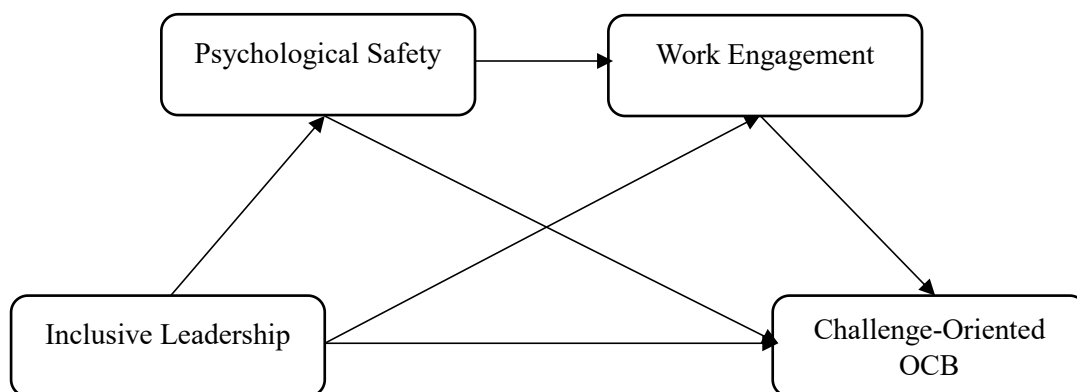 Psychological Safety
Work Engagement
Inclusive Leadership
Challenge-Oriented
OCB